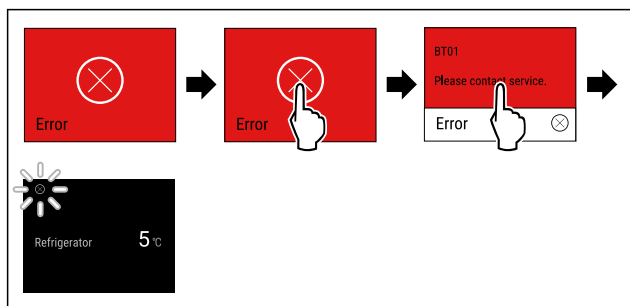 Error
Error
BT01
Please contact service.
Error
Refrigerator 5 °C